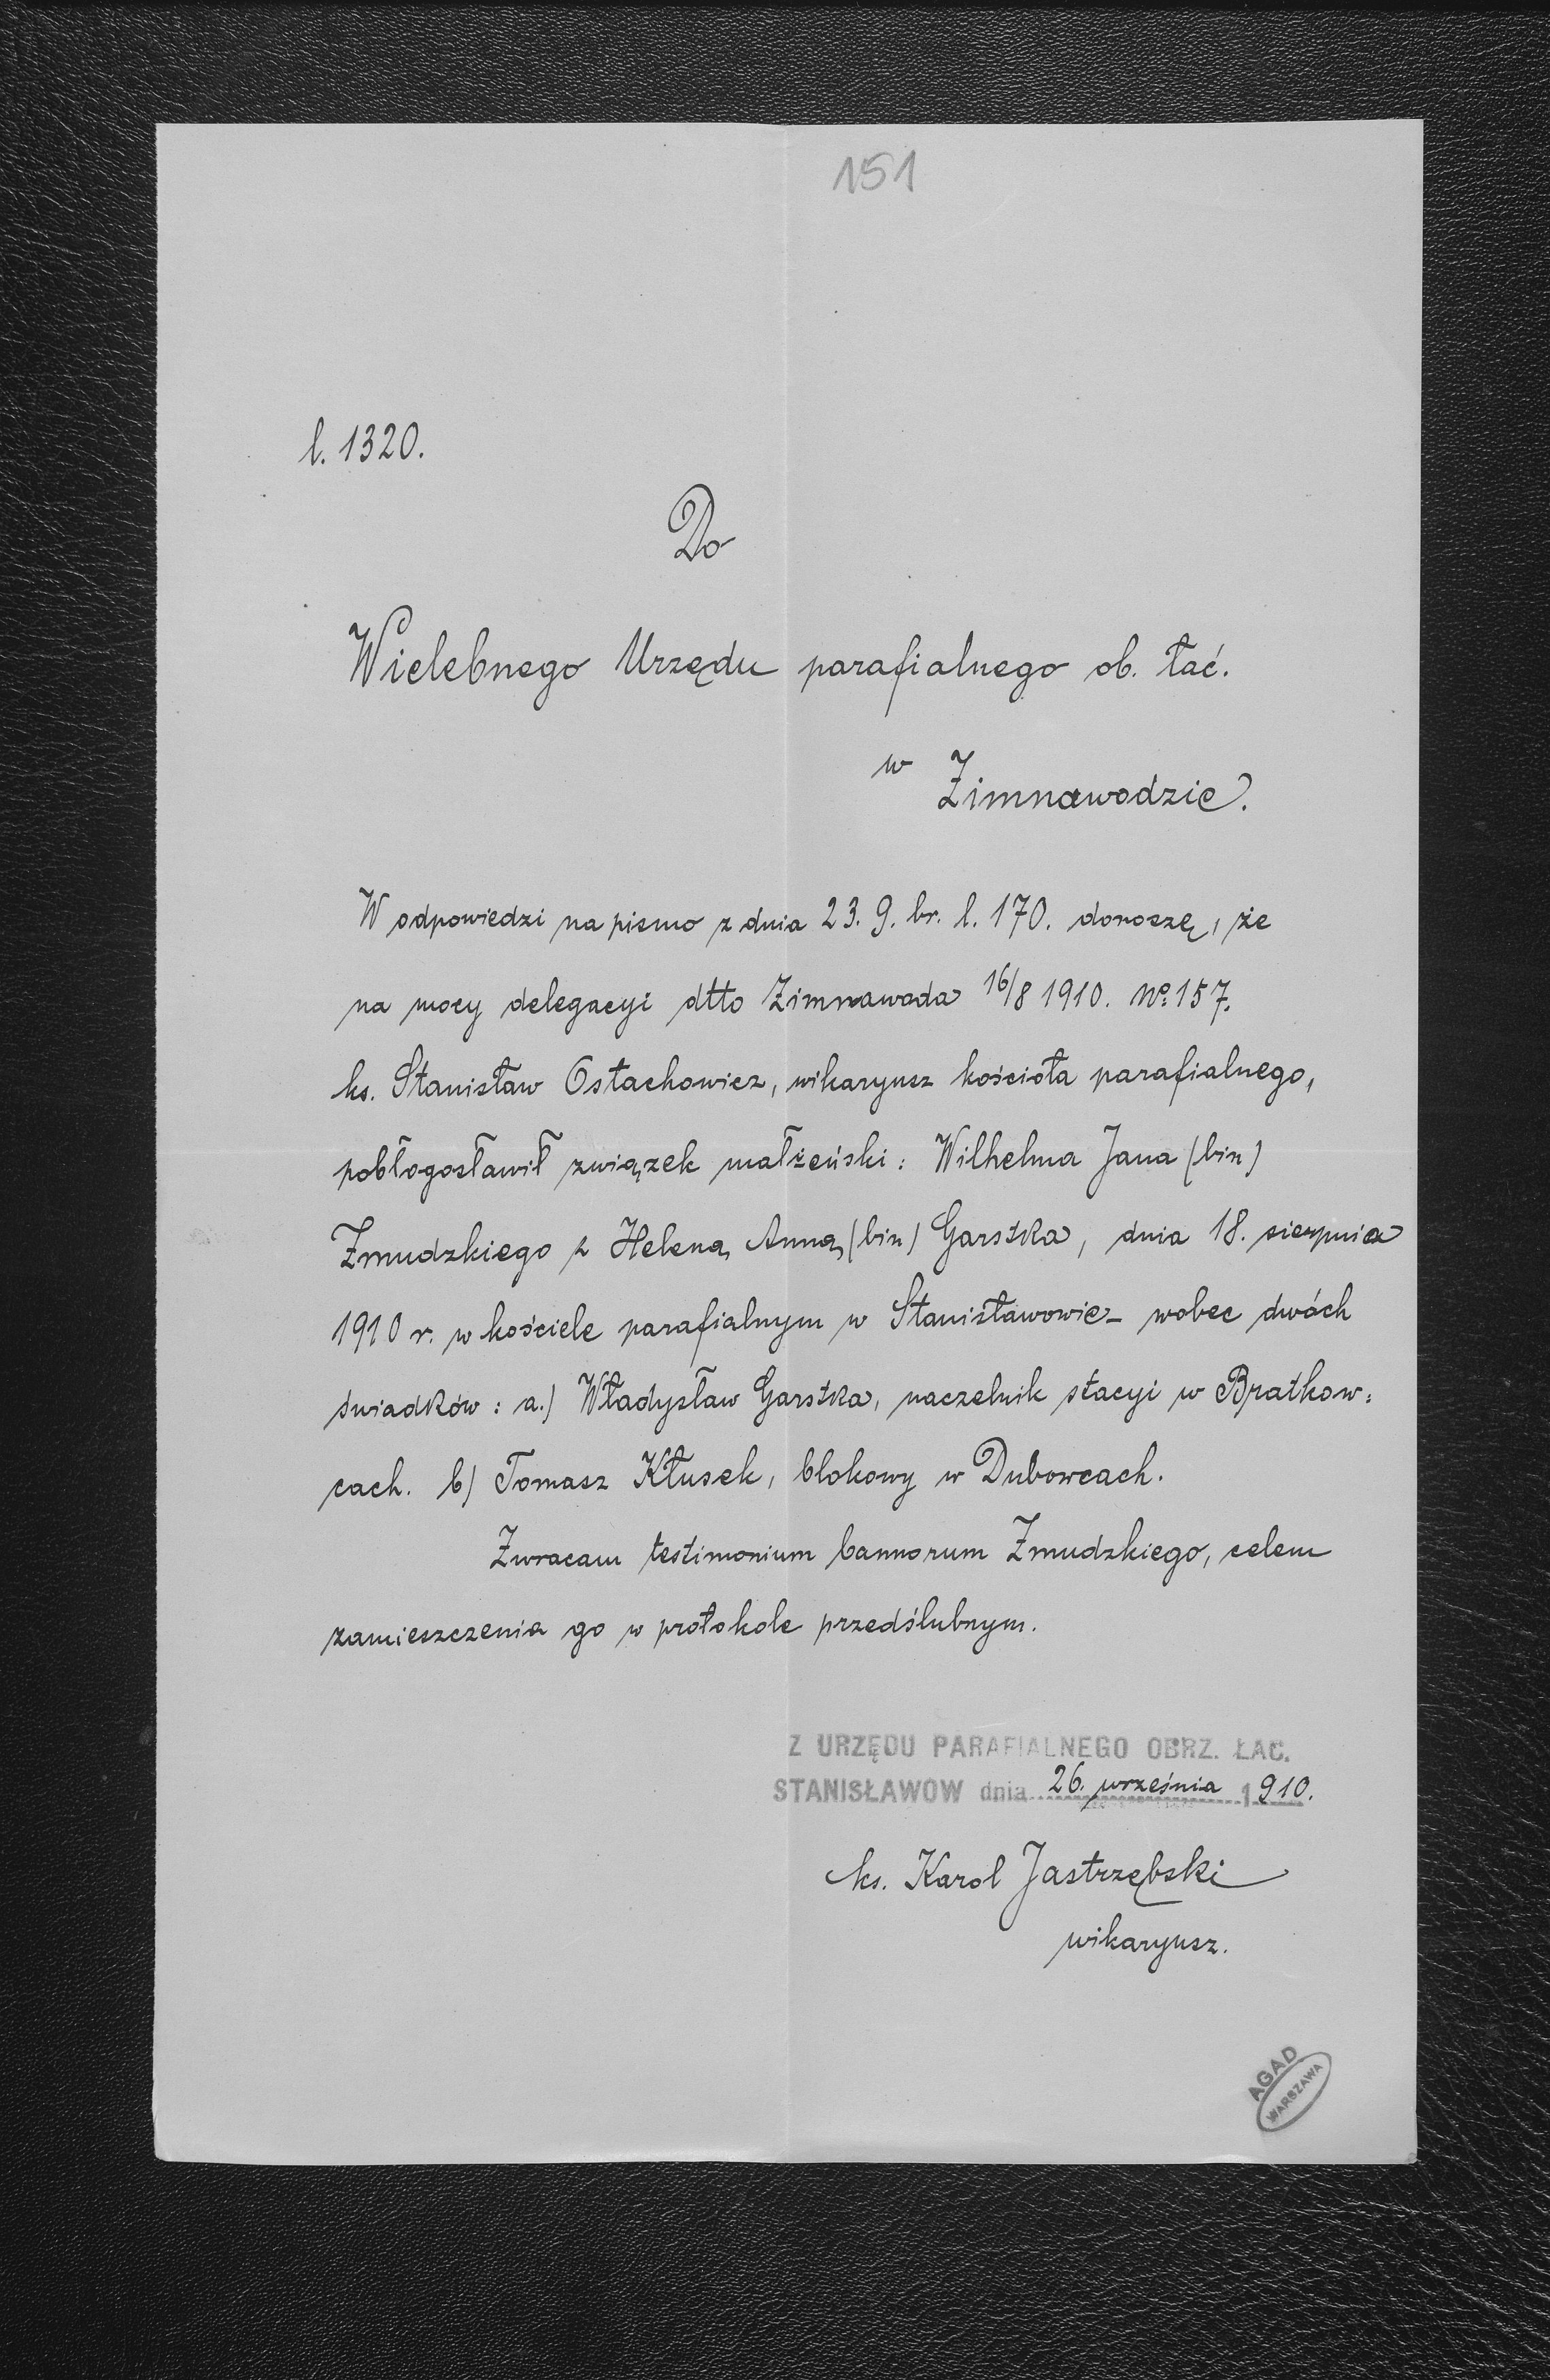 151
l. 1320.
Do
Wielebnego Urzędu parafialnego ob. łać.
w
Zimnawodzie.
W odpowiedzi na pismo z dnia 23. 9. br. l. 170. donoszę, że
na mocy delegacyi dtto Zimnawoda 16/8 1910. No. 157.
ks. Stanisław Ostachowicz, wikaryusz kościoła parafialnego,
pobłogosławił związek małżeński: Wilhelma Jana (bin)
Zmudzkiego z Heleną Anną (bin) Garstka, dnia 18. sierpnia
1910 r. w kościele parafialnym w Stanisławowie – wobec dwóch
świadków: a.) Władysław Garstka, naczelnik stacyi w Bratkow=
cach. b) Tomasz Kłusek, blokowy w Dubowcach.
Zwracam testimonium bannorum Zmudzkiego, celem
zamieszczenia go w protokole przedślubnym.
Z URZĘDU PARAFIALNEGO OBRZ. ŁAC.
STANISŁAWOW dnia 26. września 1910.
ks. Karol Jastrzębski
wikaryusz.
AGAD
WARSZAWA